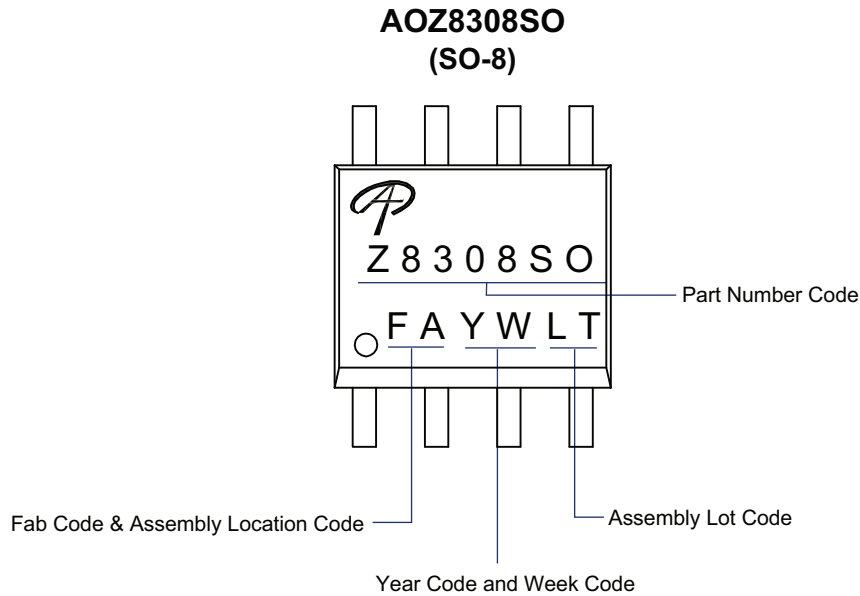 AOZ8308SO
(SO-8)
Z8308SO
Part Number Code
FAYWLT
Fab Code & Assembly Location Code
Assembly Lot Code
Year Code and Week Code